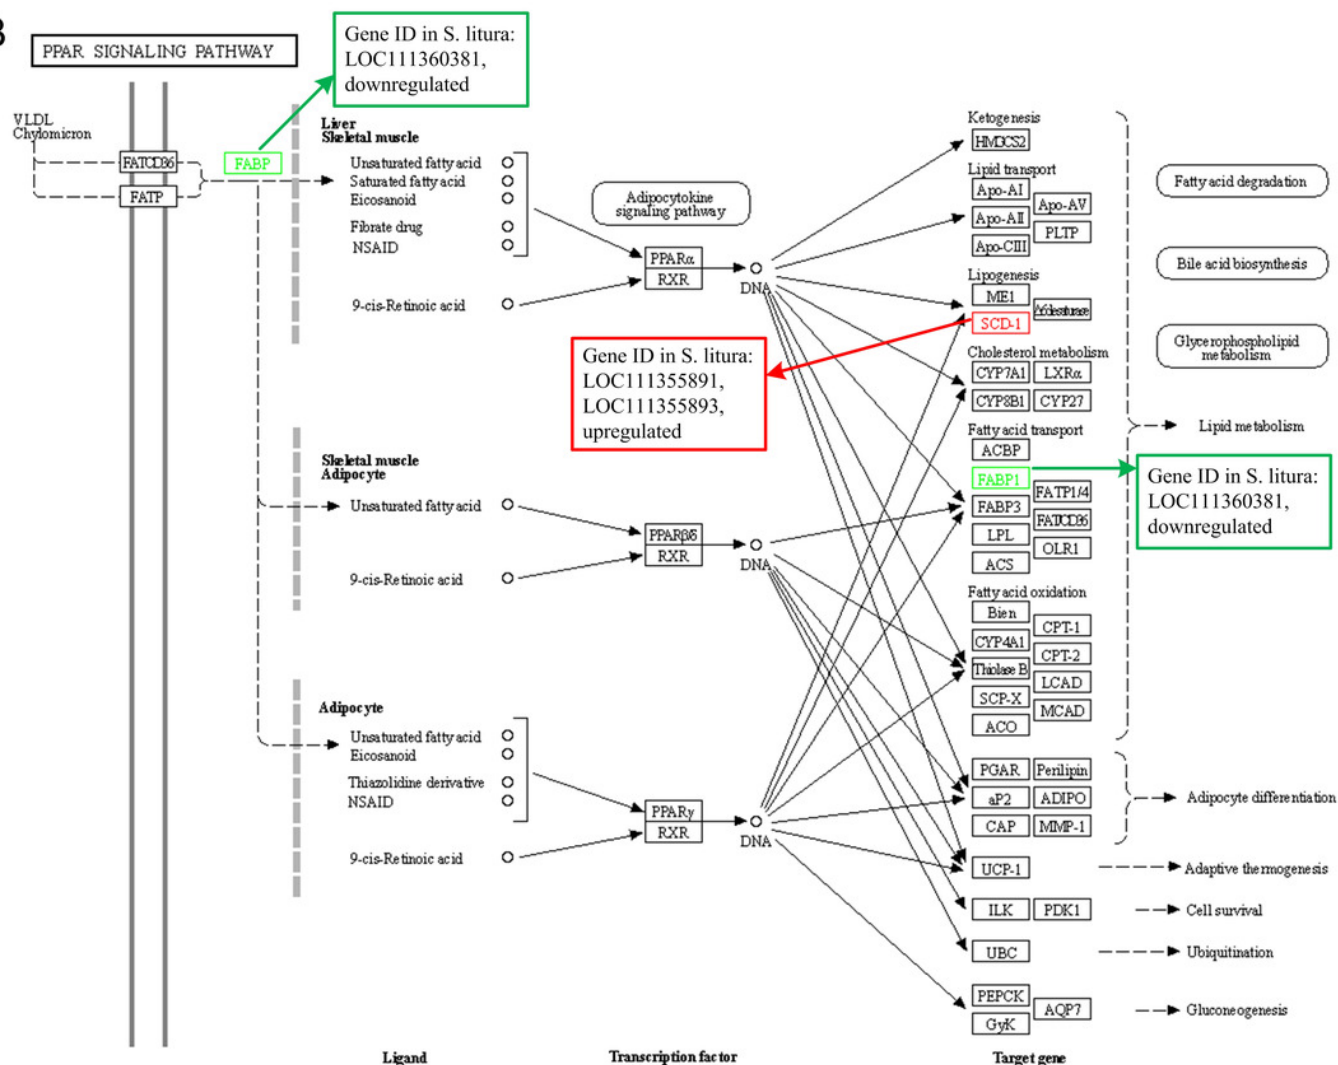 B
PPAR SIGNALING PATHWAY
Gene ID in S. litura:
LOC111360381,
downregulated
VLDL
Chylomicron
FATCD36
FATP
FABP
Liver
Skeletal muscle
Unsaturated fatty acid
Saturated fatty acid
Eicosanoid
Fibrate drug
NSAID
9-cis-Retinoic acid
Adipocytokine
signaling pathway
PPARα
RXR
DNA
Gene ID in S. litura:
LOC111355891,
LOC111355893,
upregulated
Skeletal muscle
Adipocyte
Unsaturated fatty acid
9-cis-Retinoic acid
PPARβ/δ
RXR
DNA
Adipocyte
Unsaturated fatty acid
Eicosanoid
Thiazolidine derivative
NSAID
9-cis-Retinoic acid
PPARγ
RXR
DNA
Ketogenesis
HMGCS2
Lipid transport
Apo-AI
Apo-AV
Apo-AII
PLTP
Apo-CIII
Lipogenesis
ME1
SCD-1
Cholesterol metabolism
CYP7A1
LXRα
CYP8B1
CYP27
Fatty acid transport
ACBP
FABP1
FATP1/4
FABP3
FATCD36
LPL
OLR1
ACS
Fatty acid oxidation
Bien
CPT-1
CYP4A1
CPT-2
Thiolase B
LCAD
SCP-X
MCAD
ACO
PGAR
Perilipin
aP2
ADIPO
CAP
MMP-1
UCP-1
ILK
PDK1
UBC
PEPCK
AQP7
GyK
Fatty acid degradation
Bile acid biosynthesis
Glycerophospholipid
metabolism
Lipid metabolism
Gene ID in S. litura:
LOC111360381,
downregulated
Adipocyte differentiation
Adaptive thermogenesis
Cell survival
Ubiquitination
Gluconeogenesis
Ligand
Transcription factor
Target gene